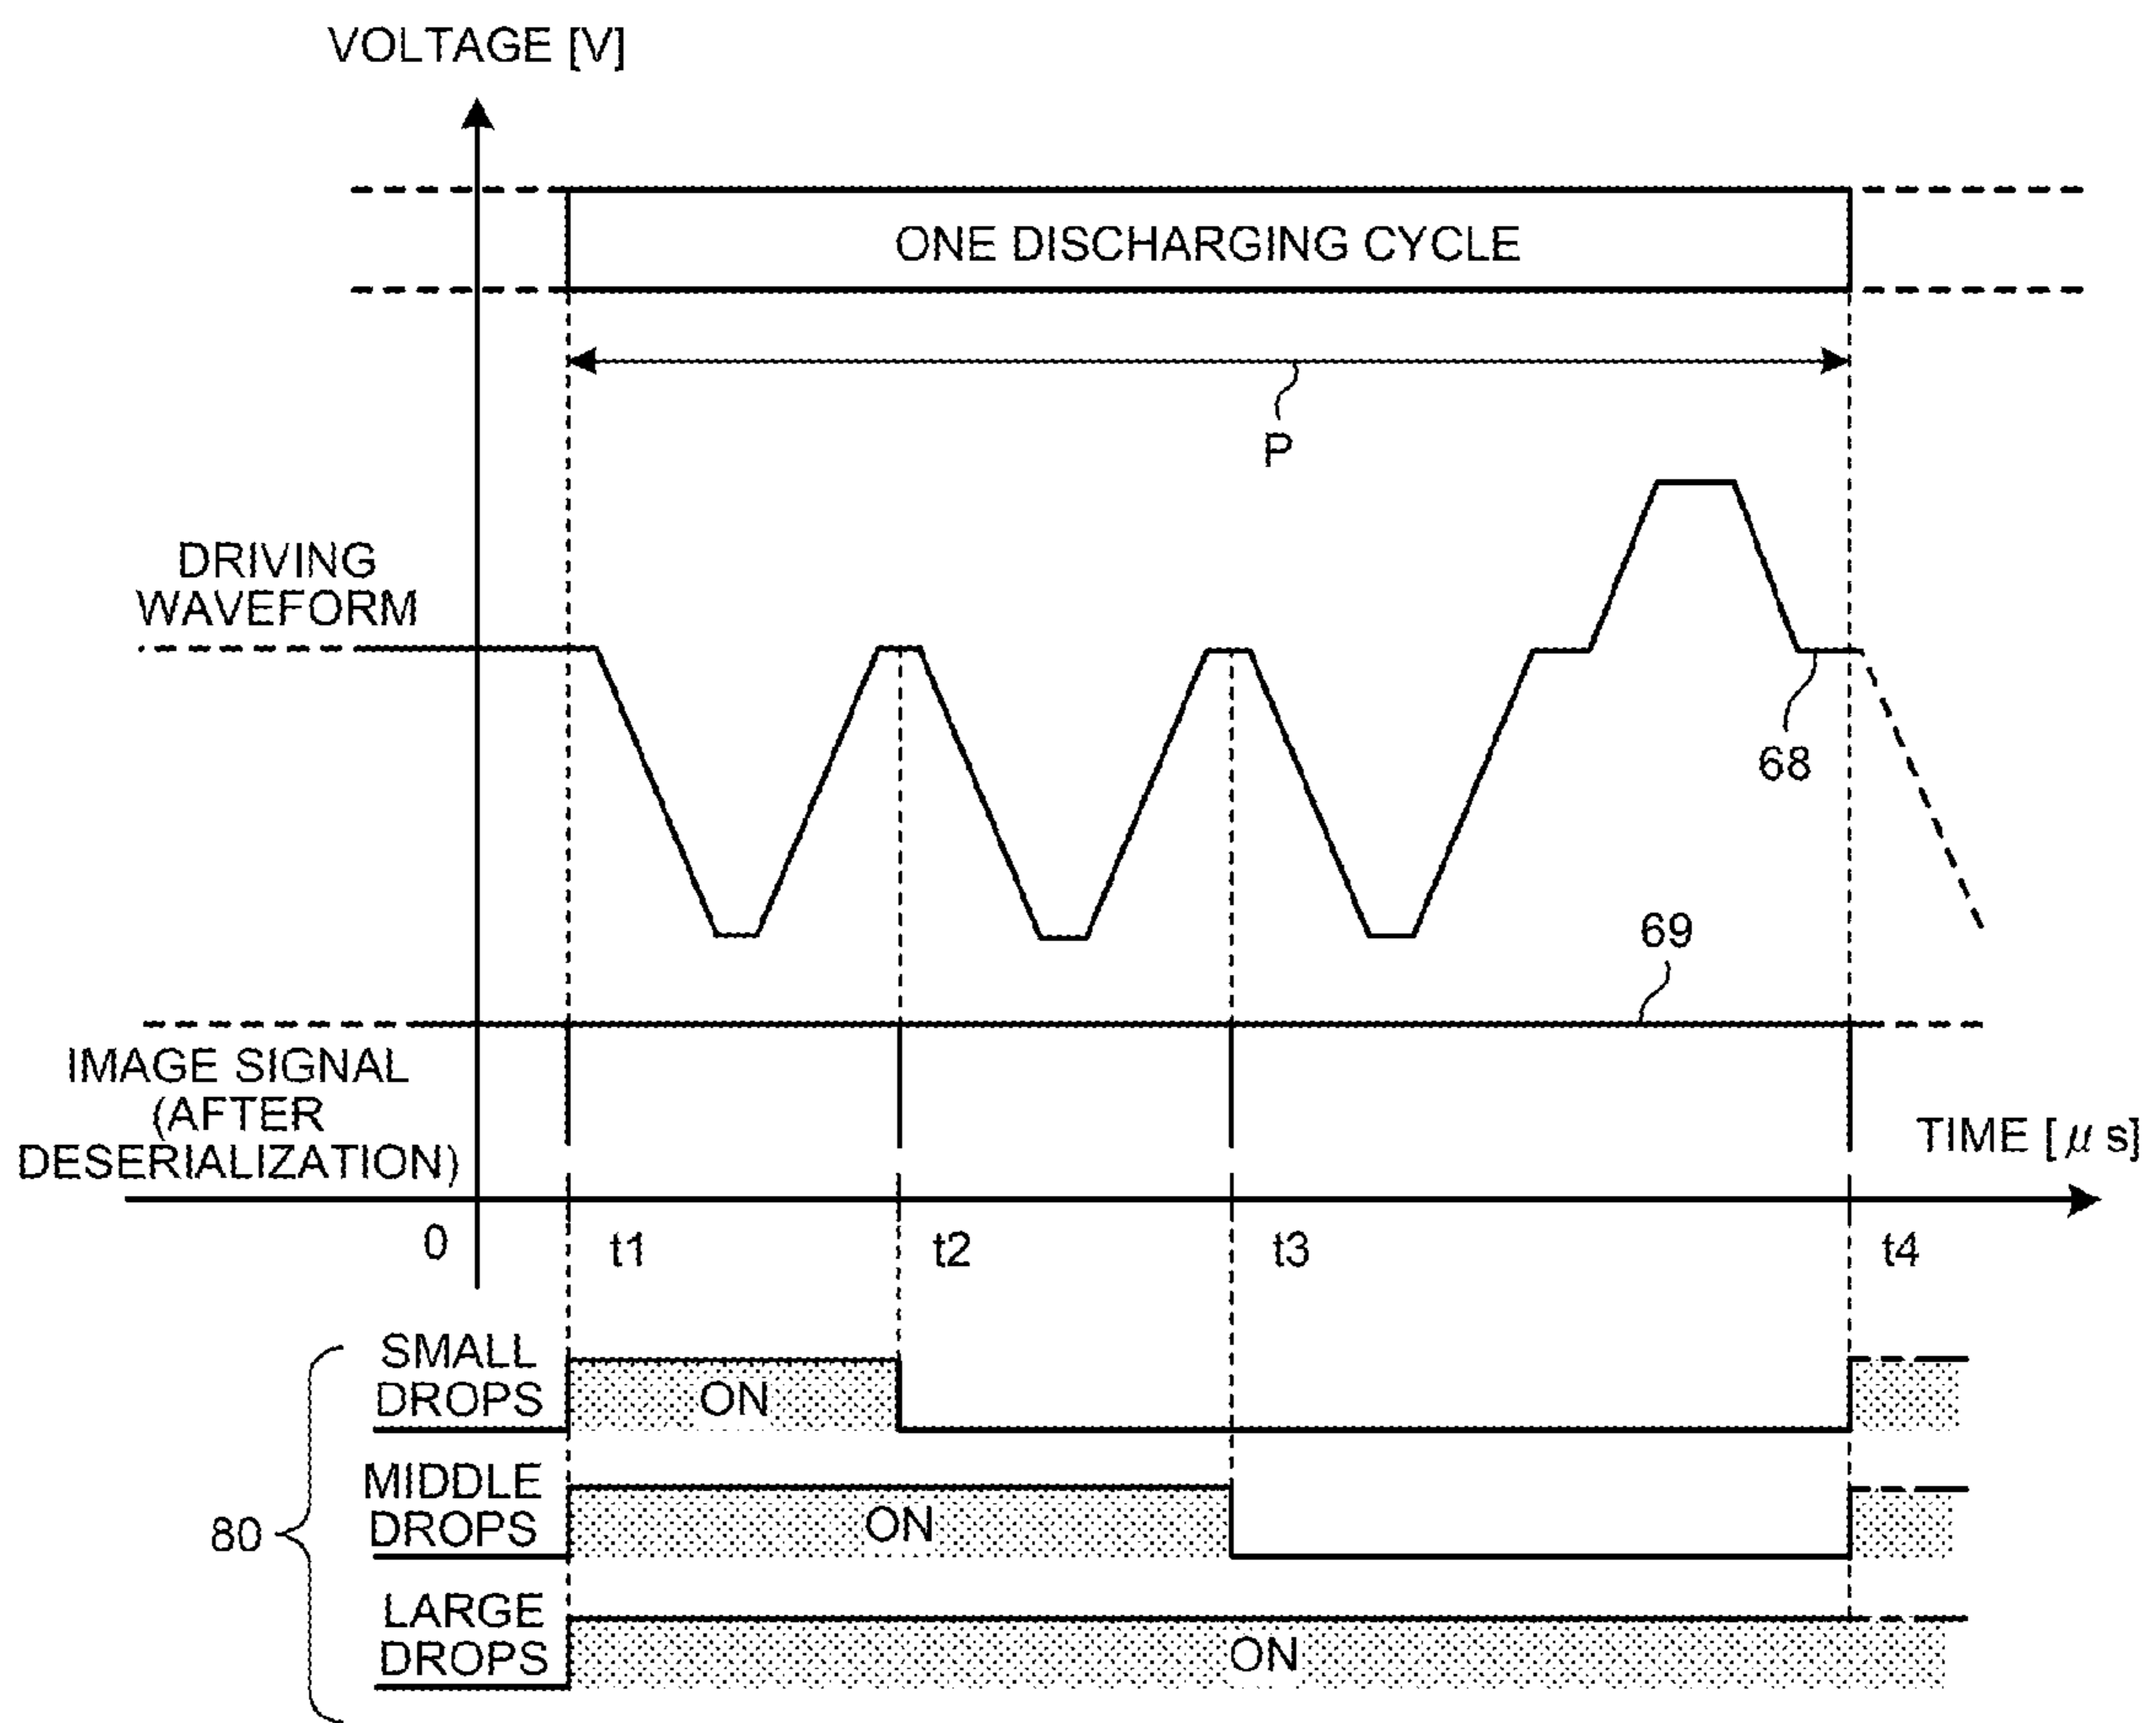 VOLTAGE [V]
ONE DISCHARGING CYCLE
P
DRIVING
WAVEFORM
68
69
IMAGE SIGNAL
(AFTER
DESERIALIZATION)
TIME [μs]
0
t1
t2
t3
t4
80
SMALL
DROPS
ON
MIDDLE
DROPS
ON
LARGE
DROPS
ON